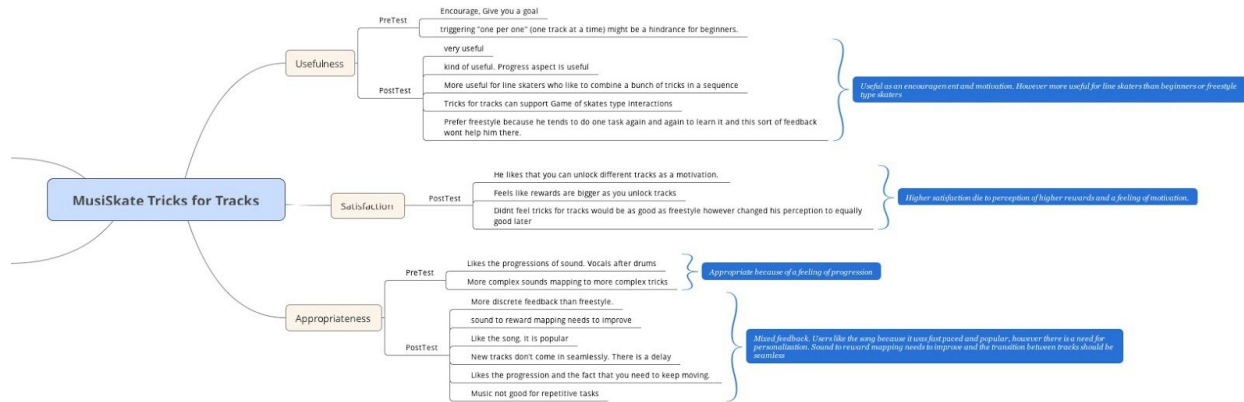 MusiSkate Tricks for Tracks
Usefulness
PreTest
Encourage, Give you a goal
triggering "one per one" (one track at a time) might be a hindrance for beginners.
PostTest
very useful
kind of useful. Progress aspect is useful
More useful for line skaters who like to combine a bunch of tricks in a sequence
Tricks for tracks can support Game of skates type interactions
Prefer freestyle because he tends to do one task again and again to learn it and this sort of feedback
wont help him there.
Useful as an encouragement and motivation. However more useful for line skaters than beginners or freestyle
type skaters
Satisfaction
PostTest
He likes that you can unlock different tracks as a motivation.
Feels like rewards are bigger as you unlock tracks
Didnt feel tricks for tracks would be as good as freestyle however changed his perception to equally
good later
Higher satisfaction die to perception of higher rewards and a feeling of motivation.
Appropriateness
PreTest
Likes the progressions of sound. Vocals after drums
More complex sounds mapping to more complex tricks
Appropriate because of a feeling of progression
PostTest
More discrete feedback than freestyle.
sound to reward mapping needs to improve
Like the song. it is popular
New tracks don't come in seamlessly. There is a delay
Likes the progression and the fact that you need to keep moving.
Music not good for repetitive tasks
Mixed feedback. Users like the song because it was fast paced and popular, however there is a need for
personalization. Sound to reward mapping needs to improve and the transition between tracks should be
seamless